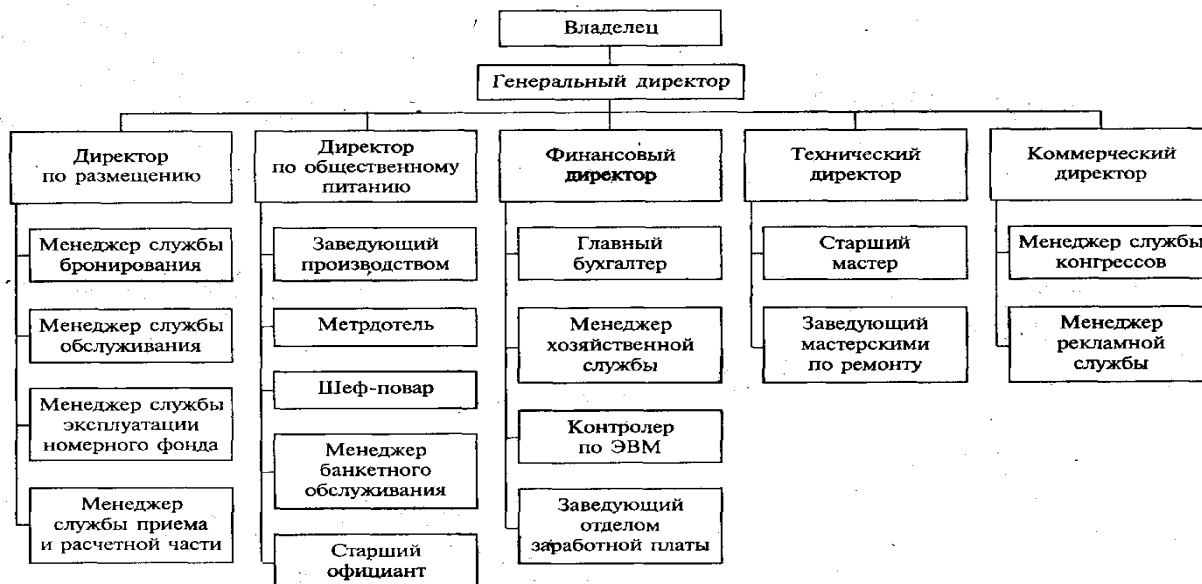 Владелец
Генеральный директор
Директор
по размещению
Директор
по общественному
питанию
Финансовый
директор
Технический
директор
Коммерческий
директор
Менеджер службы
бронирования
Менеджер службы
обслуживания
Менеджер службы
эксплуатации
номерного фонда
Менеджер
службы приема
и расчетной части
Заведующий
производством
Метрдотель
Шеф-повар
Менеджер
банкетного
обслуживания
Старший
официант
Главный
бухгалтер
Менеджер
хозяйственной
службы
Контролер
по ЭВМ
Заведующий
отделом
заработной платы
Старший
мастер
Заведующий
мастерскими
по ремонту
Менеджер службы
конгрессов
Менеджер
рекламной
службы